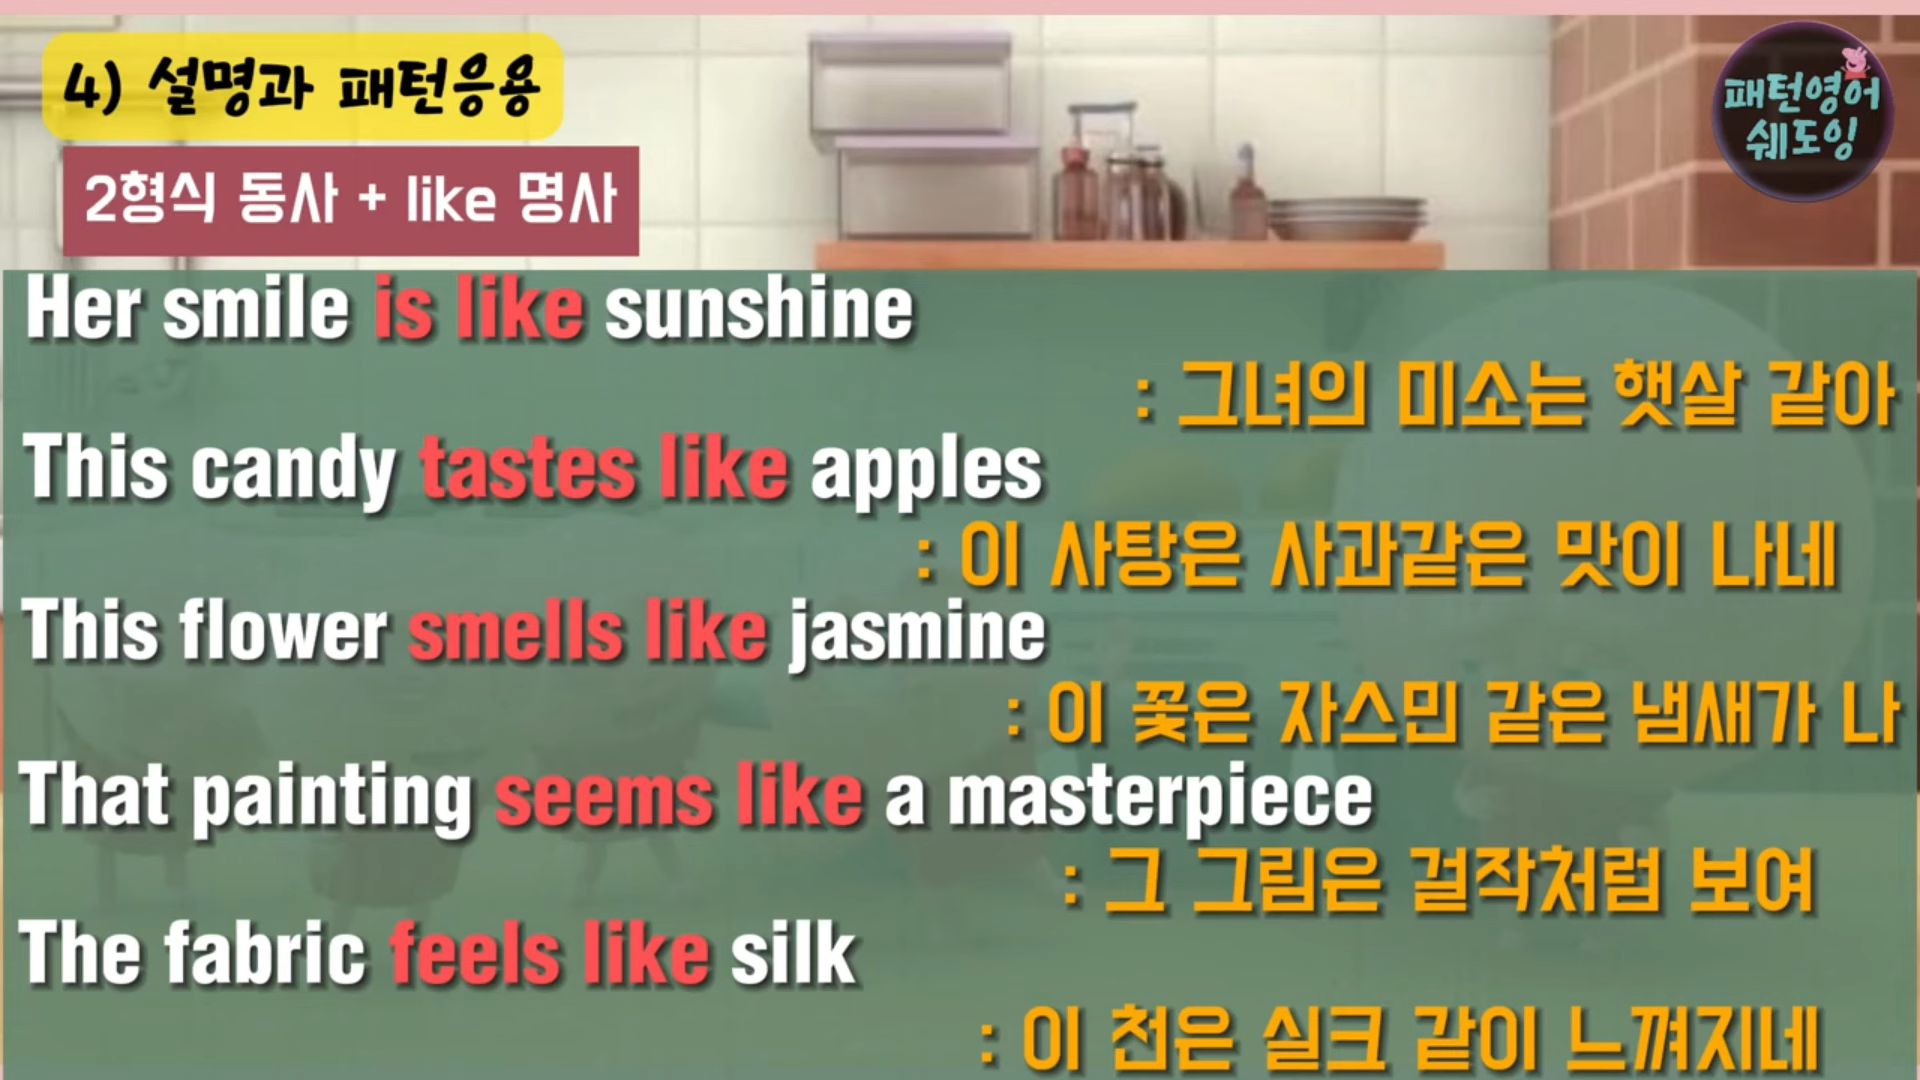 4) 설명과 패턴응용
패턴영어
쉐도잉
2형식 동사 + like 명사
Her smile is like sunshine
: 그녀의 미소는 햇살 같아
This candy tastes like apples
: 이 사탕은 사과같은 맛이 나네
This flower smells like jasmine
: 이 꽃은 자스민 같은 냄새가 나
That painting seems like a masterpiece
: 그 그림은 걸작처럼 보여
The fabric feels like silk
: 이 천은 실크 같이 느껴지네